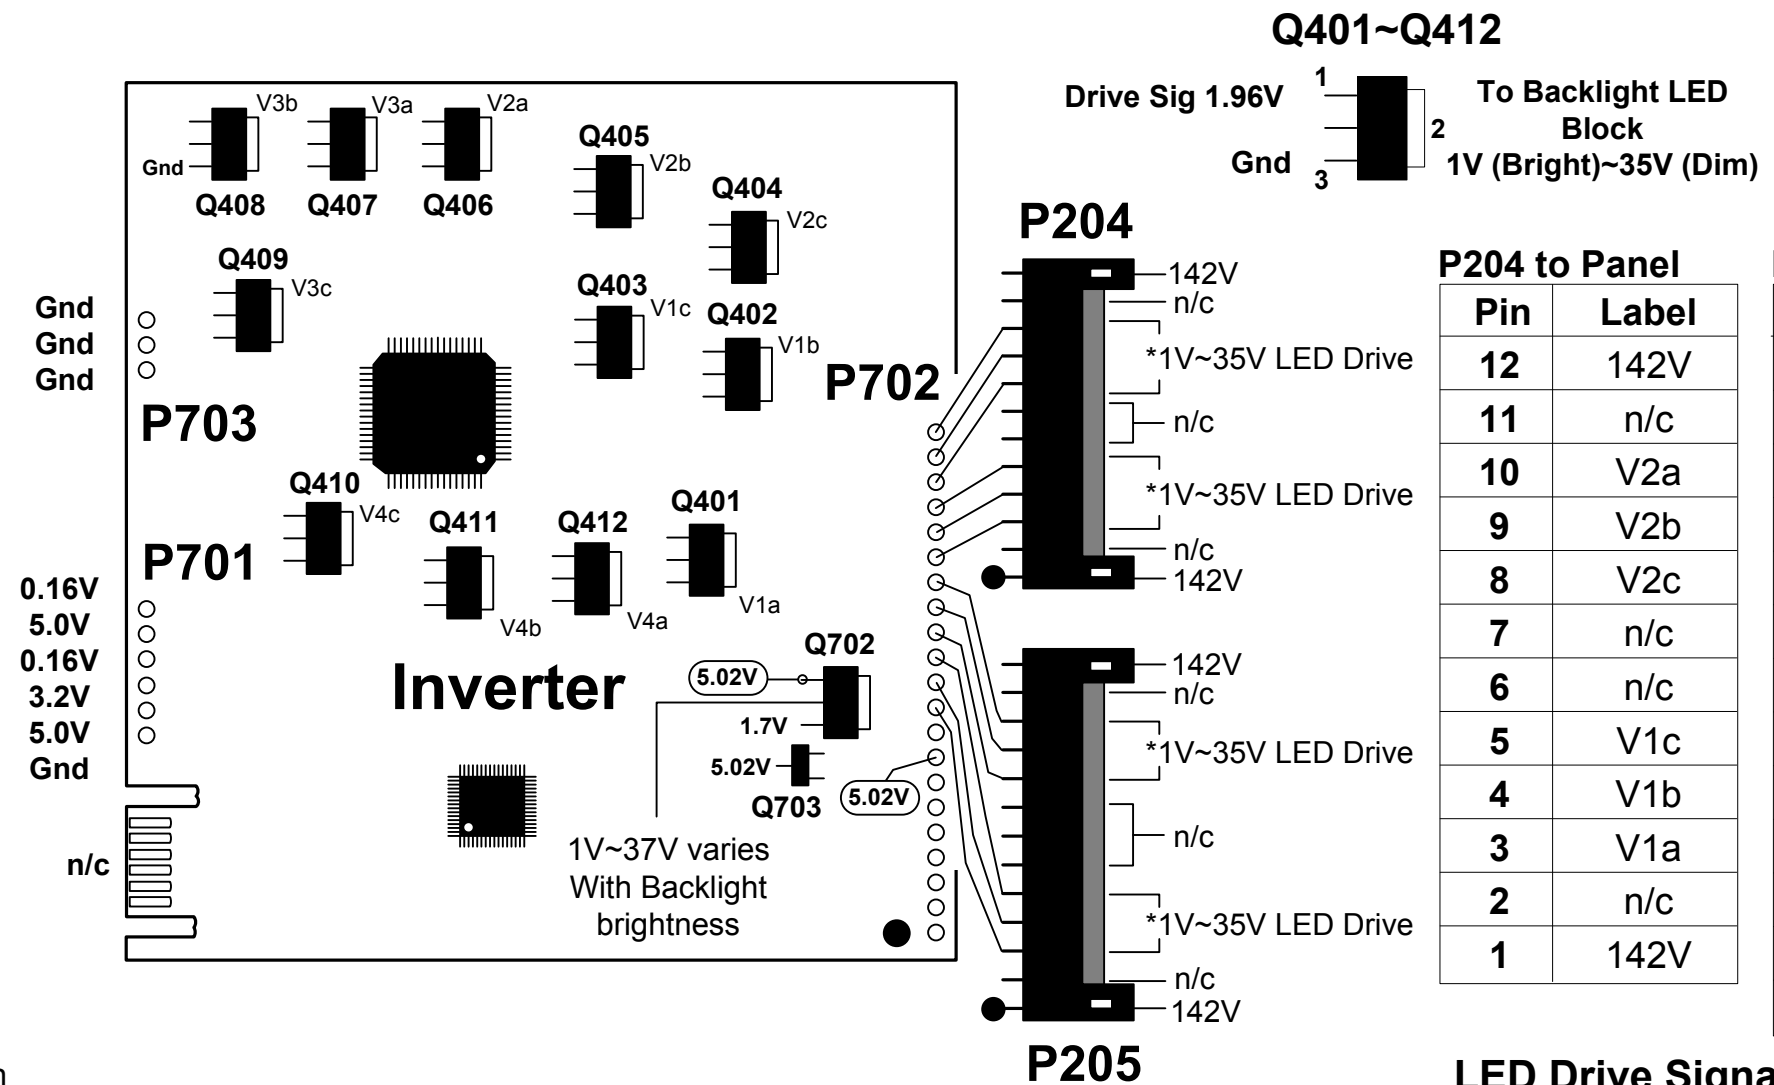 Q401~Q412
Drive Sig 1.96V
1
To Backlight LED
Block
2
Gnd
3
1V (Bright)~35V (Dim)
V3b
V3a
V2a
Gnd
Q408
Q407
Q406
Q405
V2b
Q404
V2c
Q409
V3c
Q403
V1c
Q402
V1b
Gnd
Gnd
Gnd
P703
P702
Q410
V4c
Q411
V4b
Q412
V4a
Q401
V1a
P701
0.16V
5.0V
0.16V
3.2V
5.0V
Gnd
n/c
Inverter
Q702
5.02V
1.7V
5.02V
Q703
5.02V
1V~37V varies
With Backlight
brightness
P204
142V
n/c
*1V~35V LED Drive
n/c
*1V~35V LED Drive
n/c
142V
142V
n/c
*1V~35V LED Drive
n/c
*1V~35V LED Drive
n/c
142V
P205
P204 to Panel
Pin Label
12 142V
11 n/c
10 V2a
9 V2b
8 V2c
7 n/c
6 n/c
5 V1c
4 V1b
3 V1a
2 n/c
1 142V
LED Drive Signa